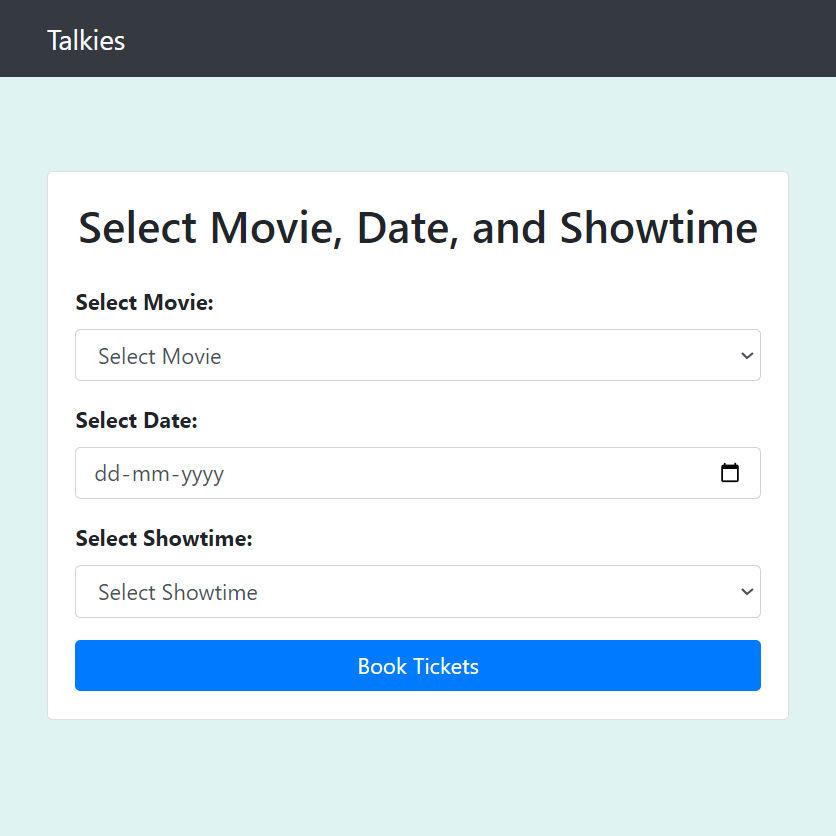 Talkies
Select Movie, Date, and Showtime
Select Movie:
Select Movie
Select Date:
dd-mm-yyyy
Select Showtime:
Select Showtime
Book Tickets